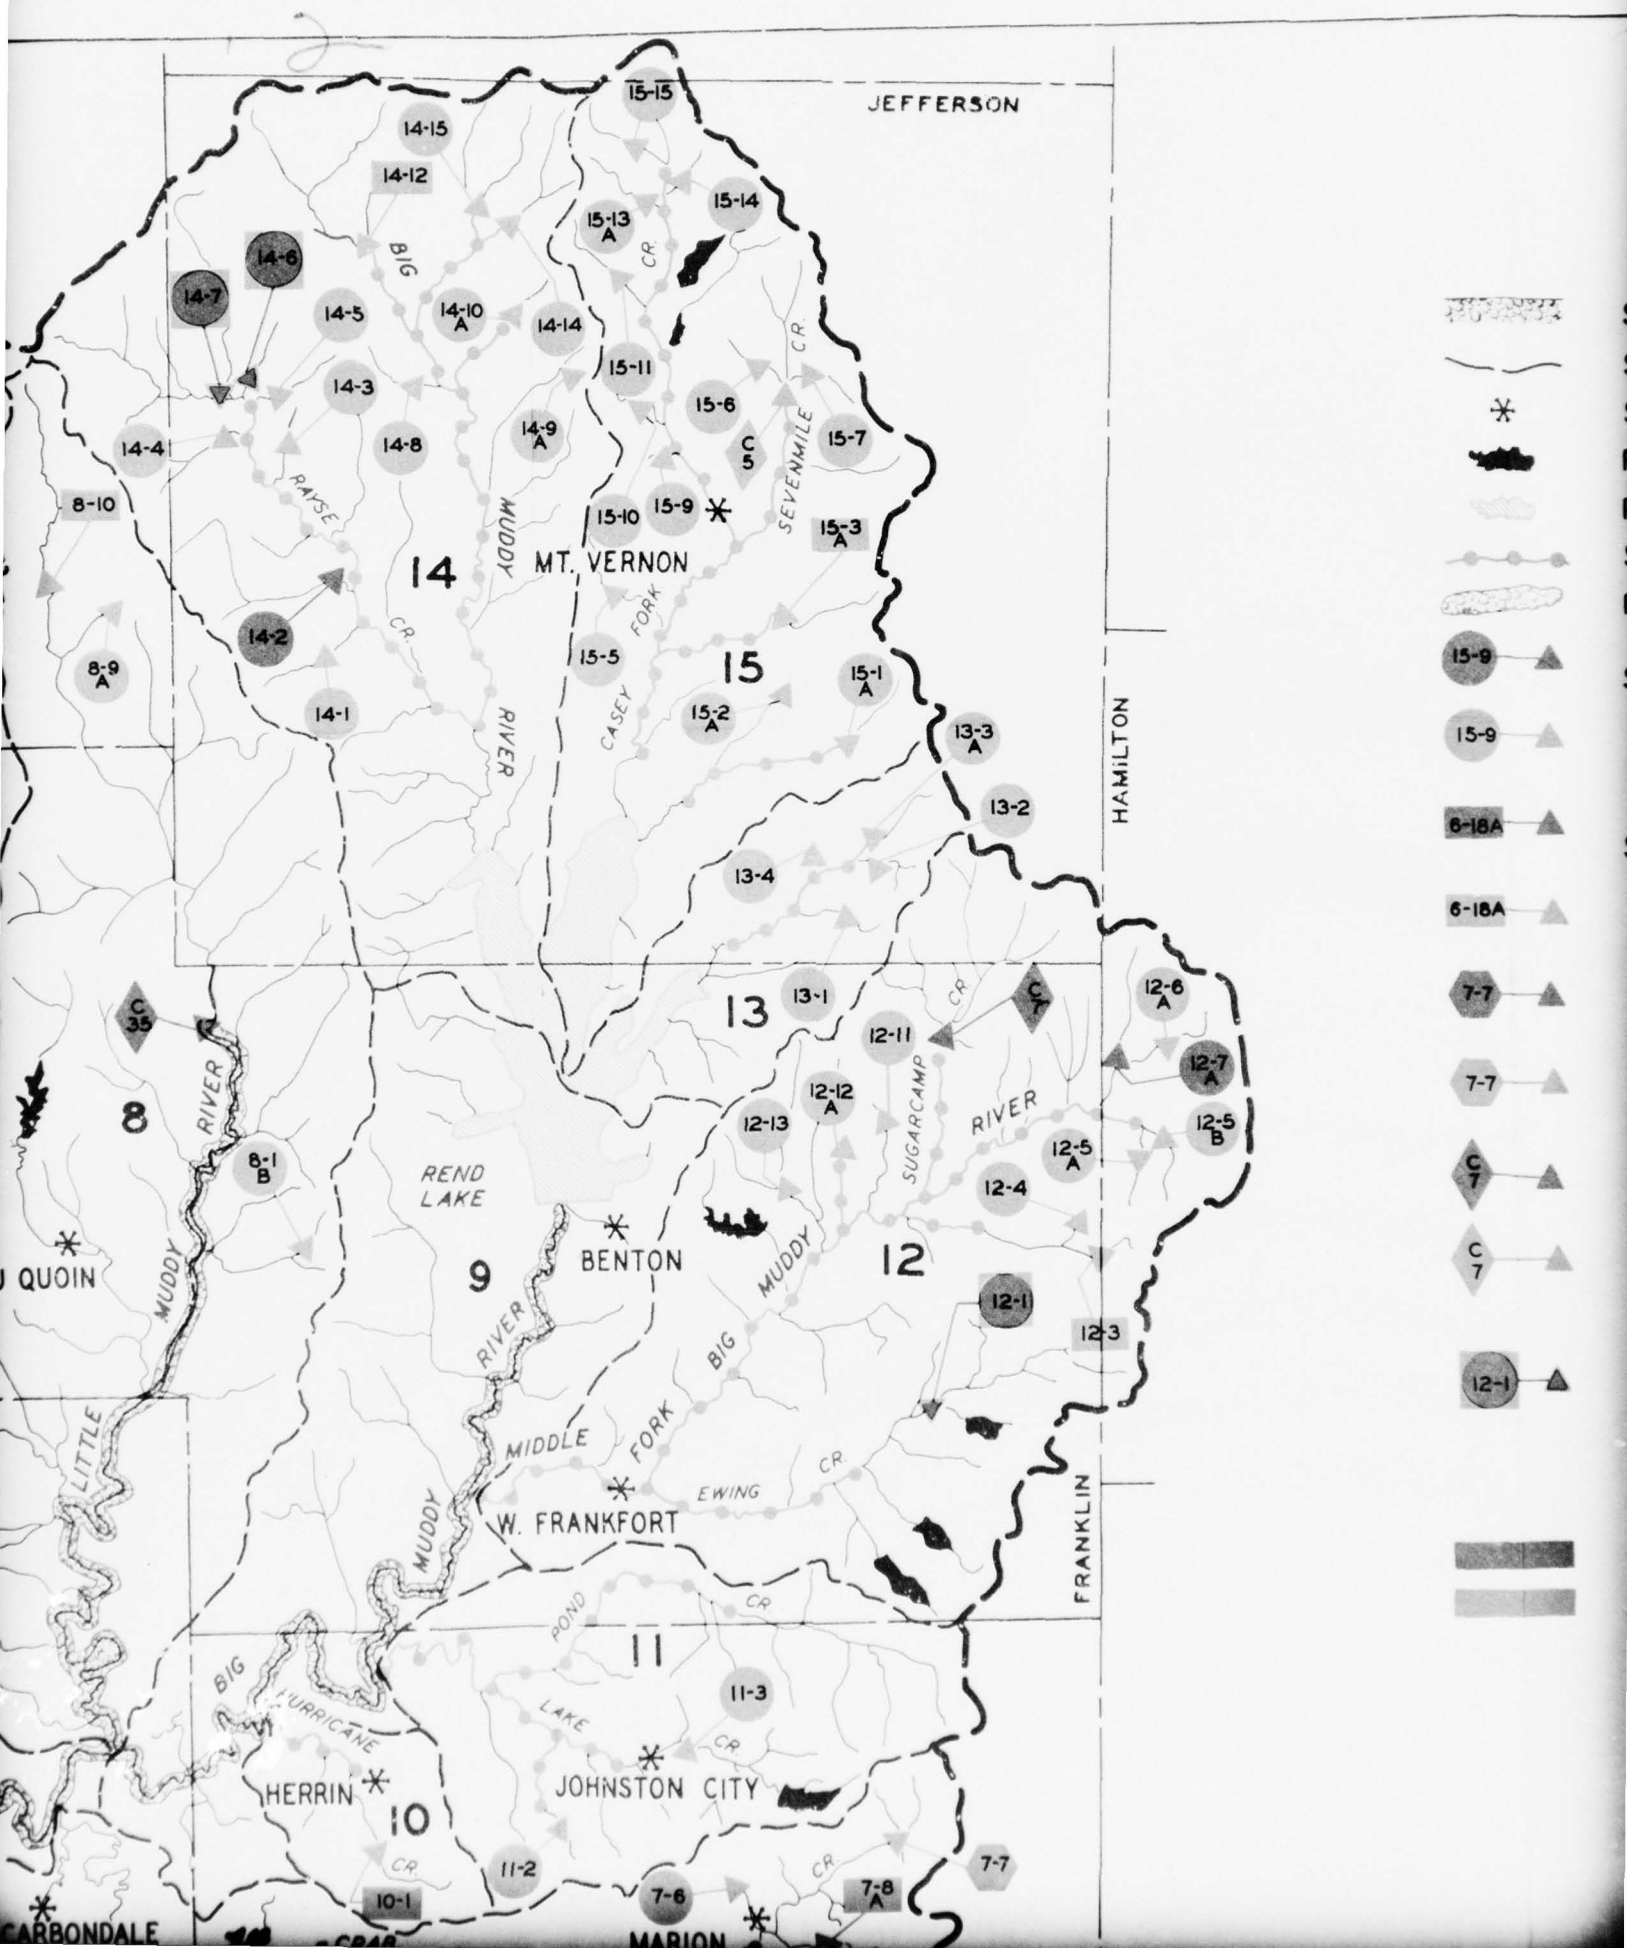 2
JEFFERSON
15-15
14-15
14-12
15-14
15-13
A
CR.
BIG
14-6
14-7
14-5
14-10
A
14-14
CR.
15-11
14-3
15-6
14-4
14-8
14-9
A
C
5
SEVENMILE
15-7
8-10
RAYSE
15-10
15-9
15-3
A
MUDDY
MT. VERNON
14
FORK
14-2
CR.
15-5
15
15-1
A
8-9
A
14-1
RIVER
CASEY
15-2
A
13-3
A
HAMILTON
13-2
13-4
15-9
15-9
6-18A
6-18A
7-7
7-7
C
7
C
7
12-1
C
35
13-1
13
CR.
C
7
12-6
A
12-11
8
RIVER
12-7
A
12-12
A
12-13
SUGARCAMP
RIVER
12-5
B
12-5
A
8-1
B
REND
LAKE
12-4
QUOIN
MUDDY
9
BENTON
MUDDY
12
12-1
12-3
RIVER
BIG
LITTLE
MIDDLE
FORK
EWING
CR.
W. FRANKFORT
MUDDY
FRANKLIN
POND
CR.
11
BIG
11-3
HURRICANE
LAKE
CR.
HERRIN
JOHNSTON CITY
10
CR.
11-2
10-1
7-6
CR.
7-8
A
7-7
CARBONDALE
CRAB
MARION